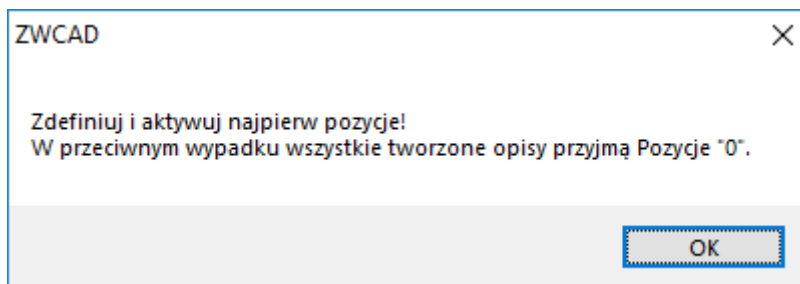 ZWCAD
Zdefiniuj i aktywuj najpierw pozycje!
W przeciwnym wypadku wszystkie tworzone opisy przyjmą Pozycje "0".
OK